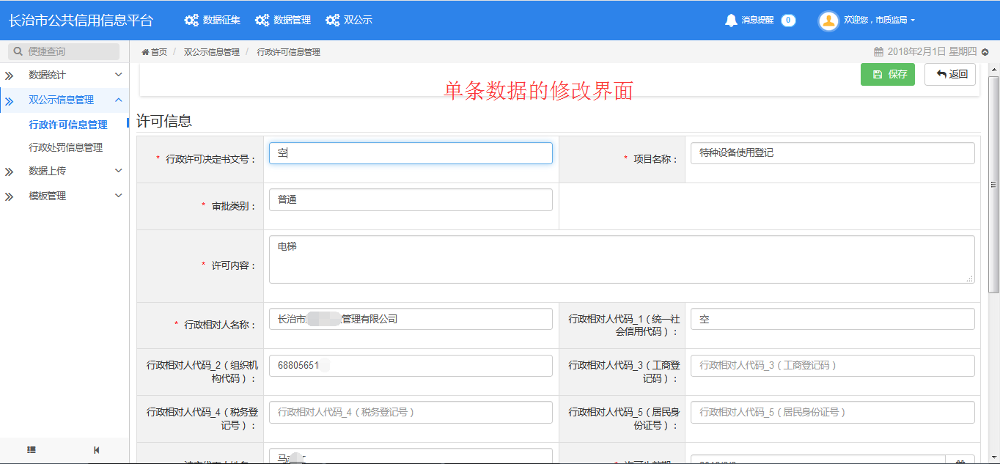 长治市公共信用信息平台 数据征集 数据管理 双公示 消息提醒 0 欢迎您，市质监局
便捷查询 首页 / 双公示信息管理 / 行政许可信息管理 2018年2月1日 星期四
数据统计
双公示信息管理
行政许可信息管理
行政处罚信息管理
数据上传
模板管理
保存 返回
单条数据的修改界面
许可信息
* 行政许可决定书文号： 空 * 项目名称： 特种设备使用登记
* 审批类别： 普通
* 许可内容： 电梯
* 行政相对人名称： 长治市 管理有限公司 行政相对人代码_1（统一社
会信用代码）： 空
行政相对人代码_2（组织机
构代码）： 68805651 行政相对人代码_3（工商登
记码）： 行政相对人代码_3（工商登记码）
行政相对人代码_4（税务登
记号）： 行政相对人代码_4（税务登记号） 行政相对人代码_5（居民身
份证号）： 行政相对人代码_5（居民身份证号）
马